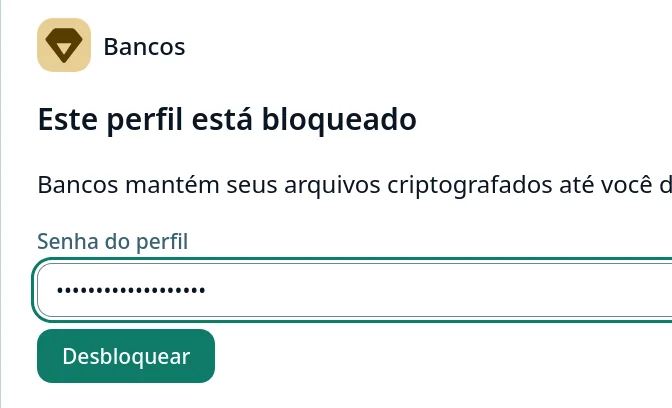 Bancos
Este perfil está bloqueado
Bancos mantém seus arquivos criptografados até você
Senha do perfil
•••••••••••••••••••
Desbloquear